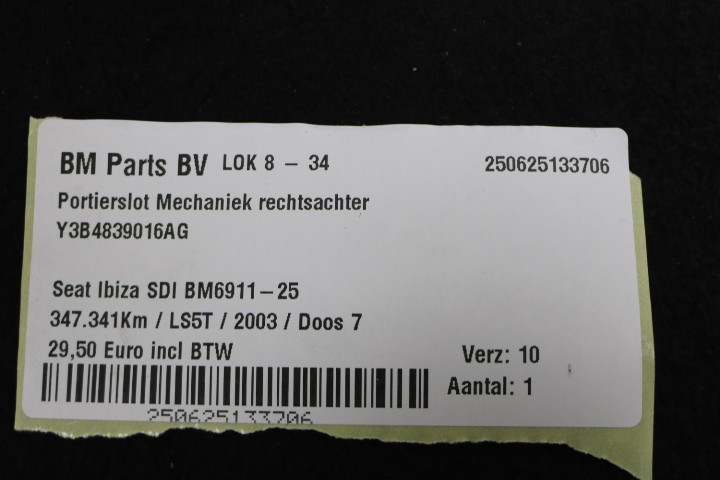 BM Parts BV LOK 8 - 34 250625133706
Portierslot Mechaniek rechtsachter
Y3B4839016AG
Seat Ibiza SDI BM6911-25
347.341Km / LS5T / 2003 / Doos 7
29,50 Euro incl BTW Verz: 10
Aantal: 1
250625133706